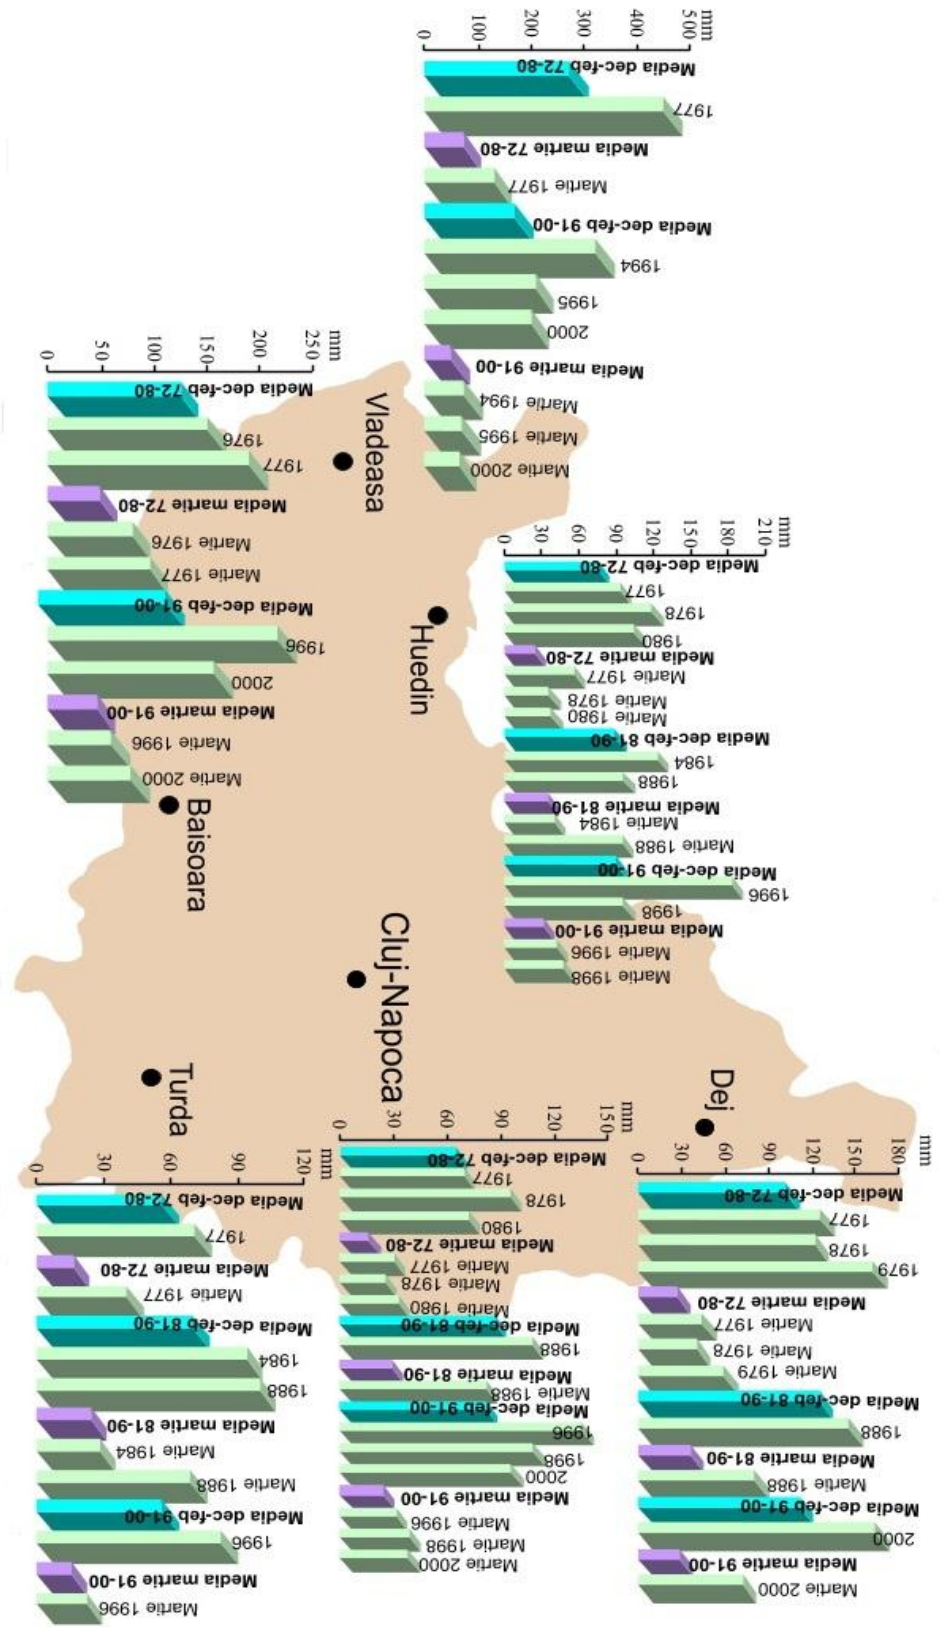 mm
500
400
300
200
100
0
Media dec-feb 72-80
1977
Media martie 72-80
Martie 1977
Media dec-feb 91-00
1994
1995
2000
Media martie 91-00
Martie 1994
Martie 1995
Martie 2000
mm
250
200
150
100
50
0
Media dec-feb 72-80
1976
1977
Media martie 72-80
Martie 1976
Martie 1977
Media dec-feb 91-00
1996
2000
Media martie 91-00
Martie 1996
Martie 2000
Vladeasa
Huedin
Baisoara
Cluj-Napoca
Turda
Dej
mm
210
180
150
120
90
60
30
0
Media dec-feb 72-80
1977
1978
1980
Media martie 72-80
Martie 1977
Martie 1978
Martie 1980
Media dec-feb 81-90
1984
1988
Media martie 81-90
Martie 1984
Martie 1988
Media dec-feb 91-00
1996
1998
Media martie 91-00
Martie 1996
Martie 1998
mm
120
90
60
30
0
Media dec-feb 72-80
1977
Media martie 72-80
Martie 1977
Media dec-feb 81-90
1984
1988
Media martie 81-90
Martie 1984
Martie 1988
Media dec-feb 91-00
1996
Media martie 91-00
Martie 1996
mm
150
120
90
60
30
0
Media dec-feb 72-80
1977
1978
1980
Media martie 72-80
Martie 1977
Martie 1978
Martie 1980
Media dec-feb 81-90
1988
Media martie 81-90
Martie 1988
Media dec-feb 91-00
1996
1998
2000
Media martie 91-00
Martie 1996
Martie 1998
Martie 2000
mm
180
150
120
90
60
30
0
Media dec-feb 72-80
1977
1978
1979
Media martie 72-80
Martie 1977
Martie 1978
Martie 1979
Media dec-feb 81-90
1988
Media martie 81-90
Martie 1988
Media dec-feb 91-00
2000
Media martie 91-00
Martie 2000